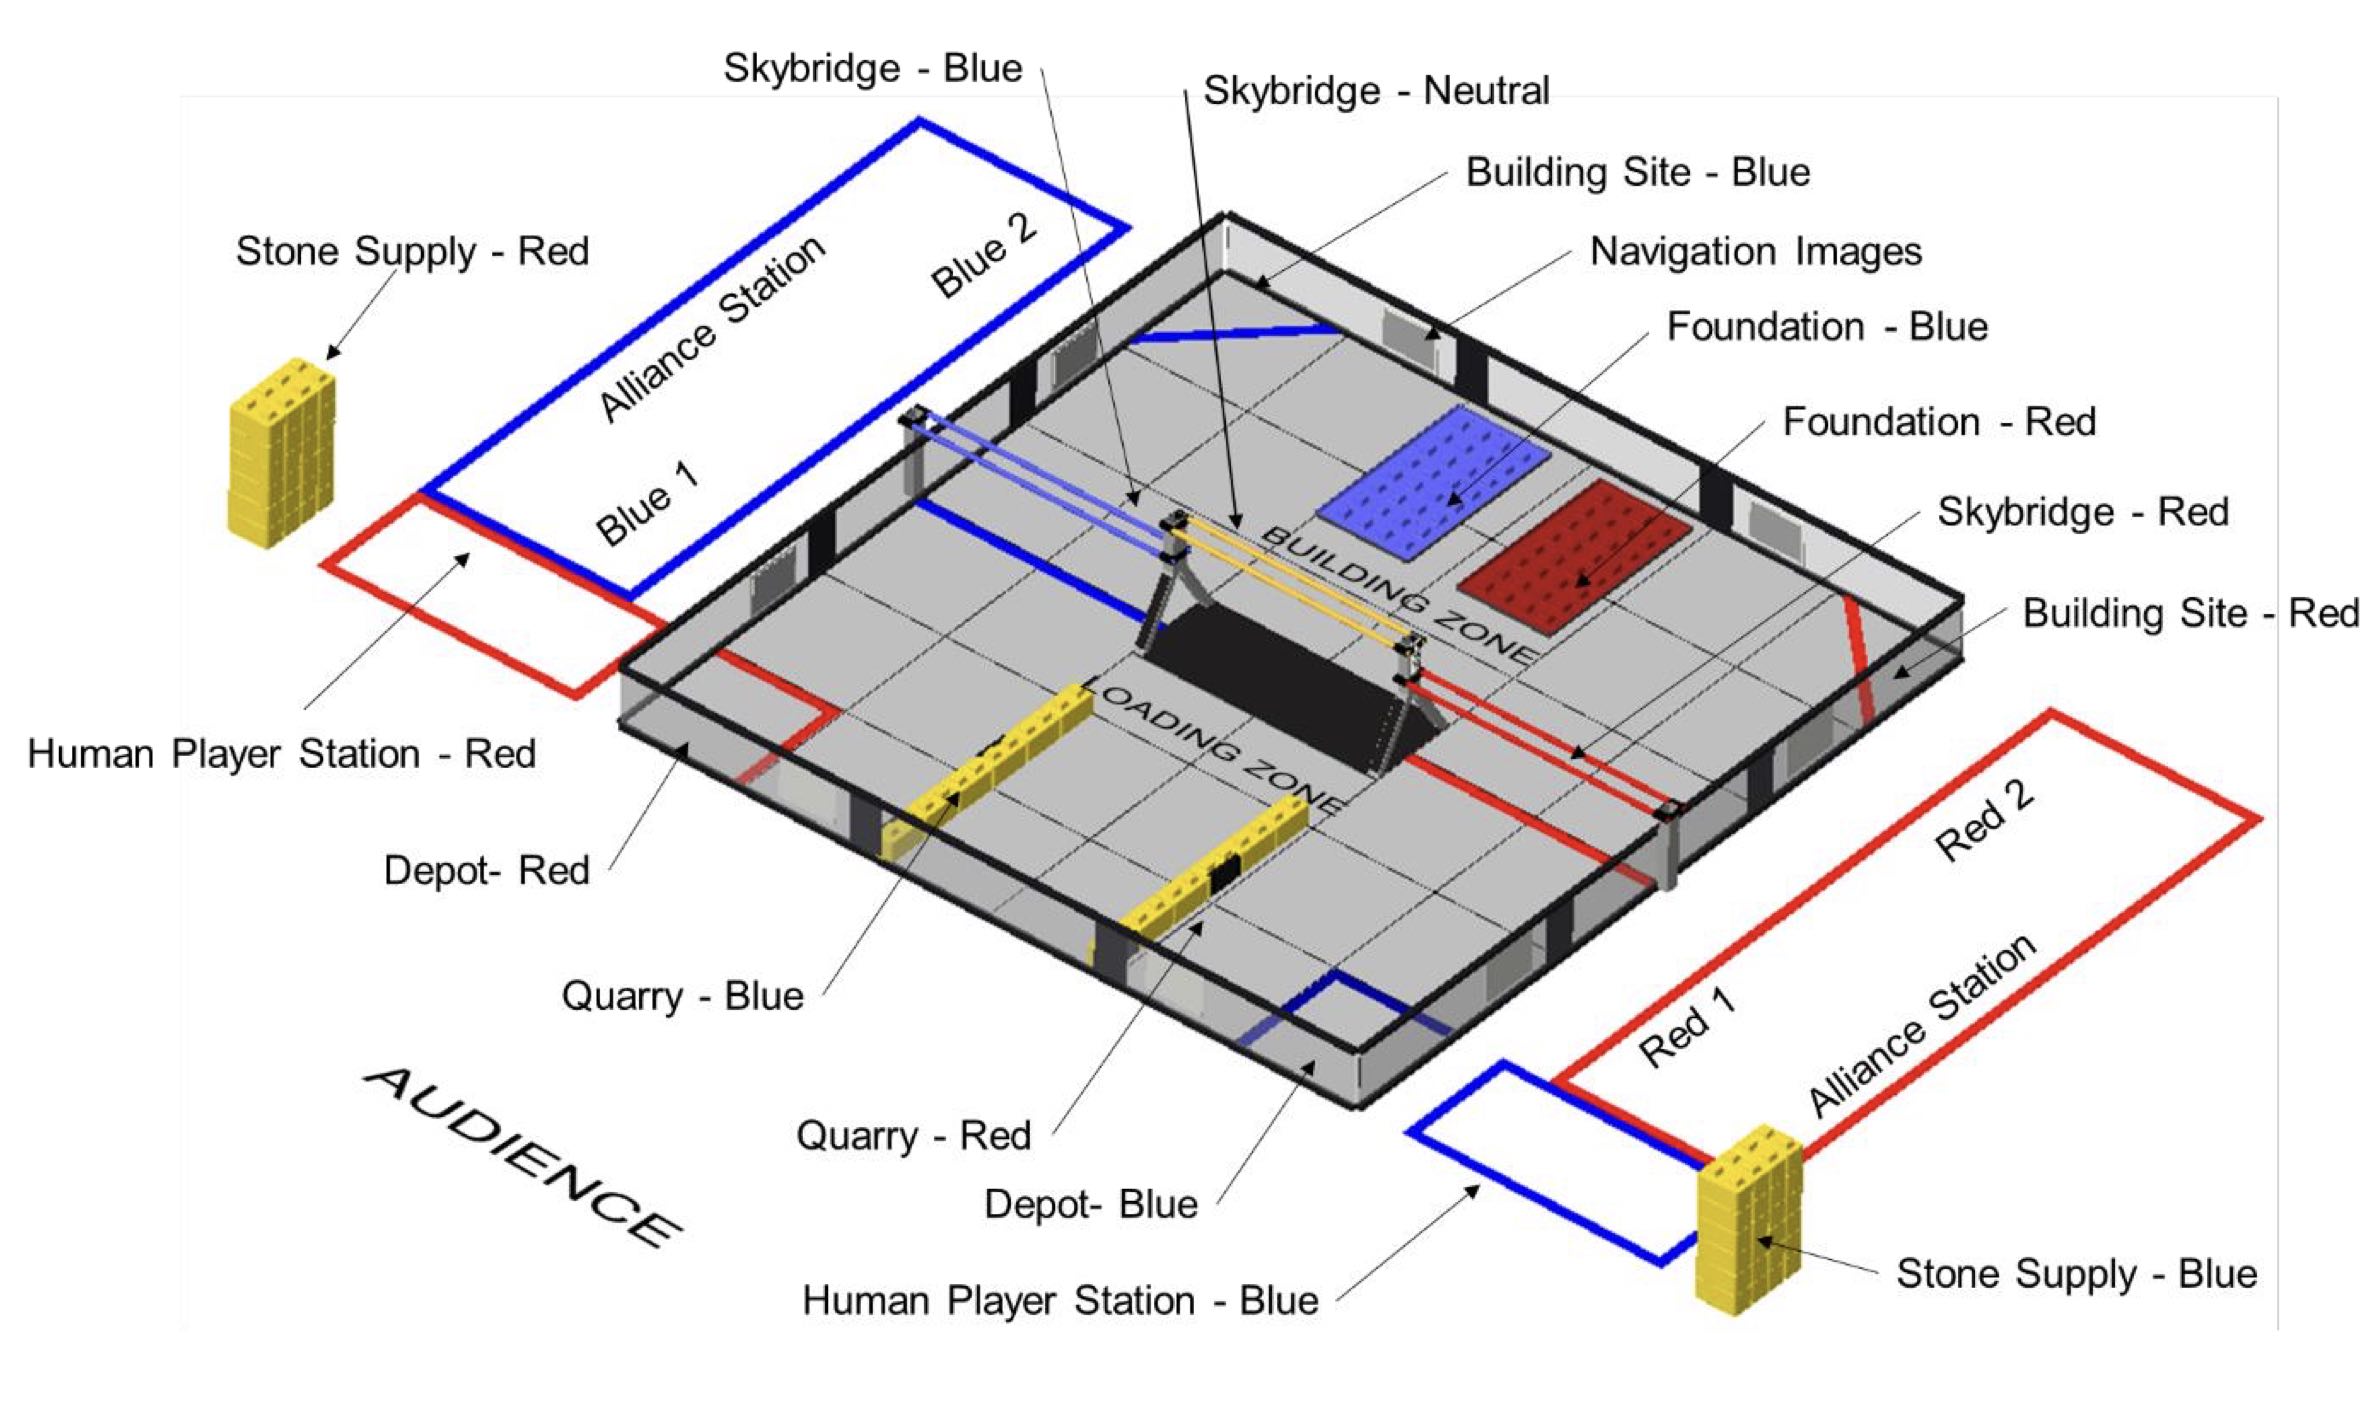 Skybridge - Blue
Skybridge - Neutral
Building Site - Blue
Stone Supply - Red
Navigation Images
Alliance Station
Blue 2
Foundation - Blue
Foundation - Red
Blue 1
Skybridge - Red
BUILDING ZONE
Building Site - Red
Human Player Station - Red
LOADING ZONE
Depot- Red
Red 2
Quarry - Blue
Red 1
Alliance Station
AUDIENCE
Quarry - Red
Depot- Blue
Human Player Station - Blue
Stone Supply - Blue